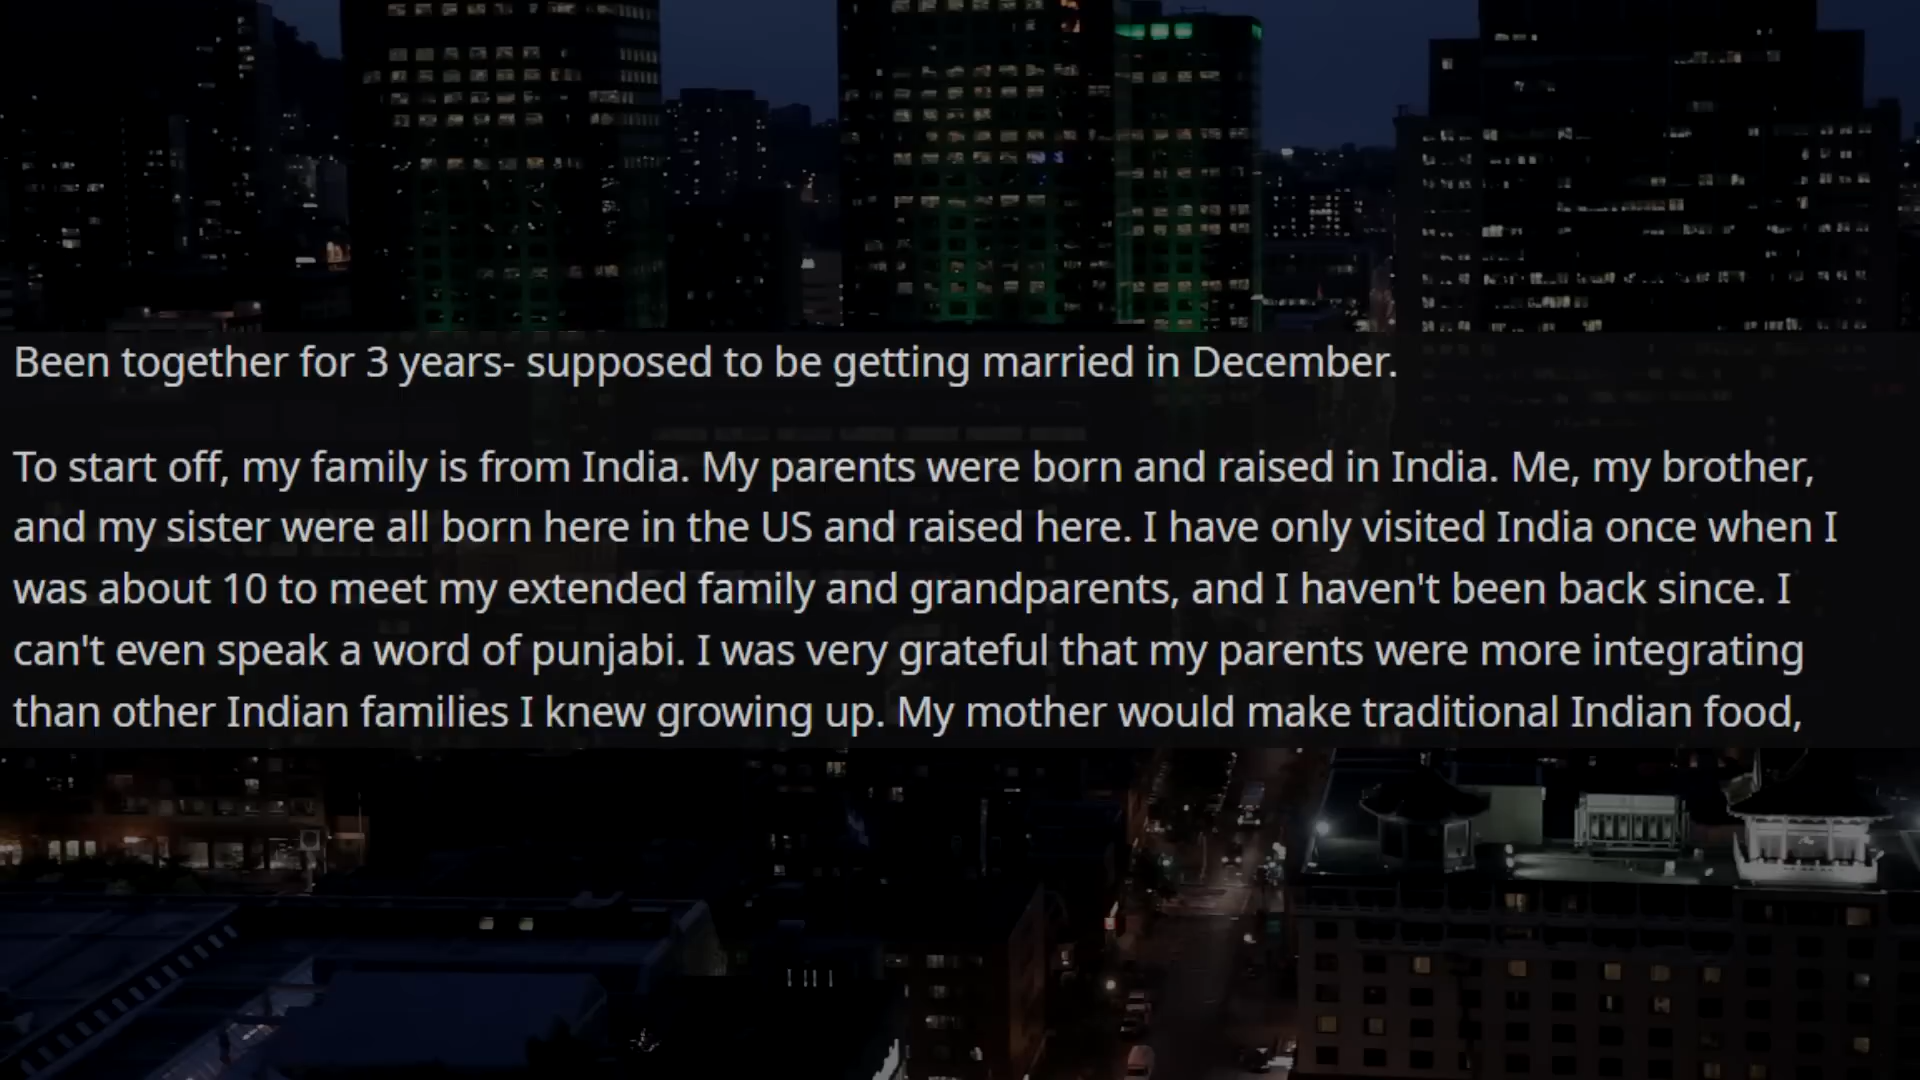 Been together for 3 years- supposed to be getting married in December.
To start off, my family is from India. My parents were born and raised in India. Me, my brother,
and my sister were all born here in the US and raised here. I have only visited India once when I
was about 10 to meet my extended family and grandparents, and I haven't been back since. I
can't even speak a word of punjabi. I was very grateful that my parents were more integrating
than other Indian families I knew growing up. My mother would make traditional Indian food,